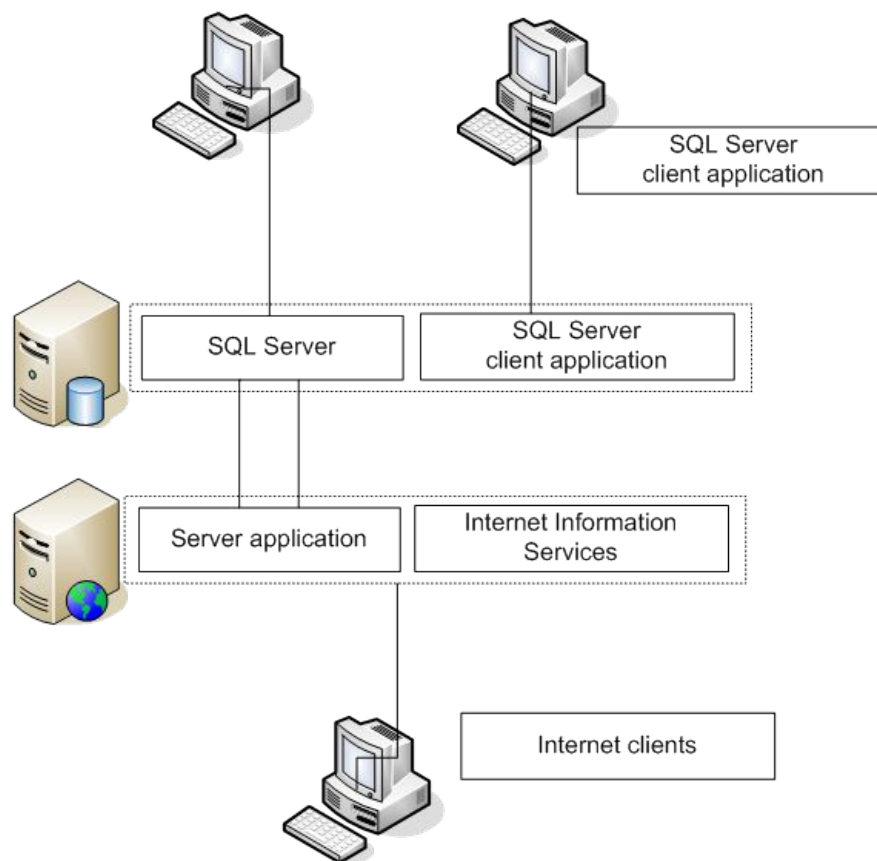 SQL Server
client application
SQL Server
SQL Server
client application
Server application
Internet Information
Services
Internet clients